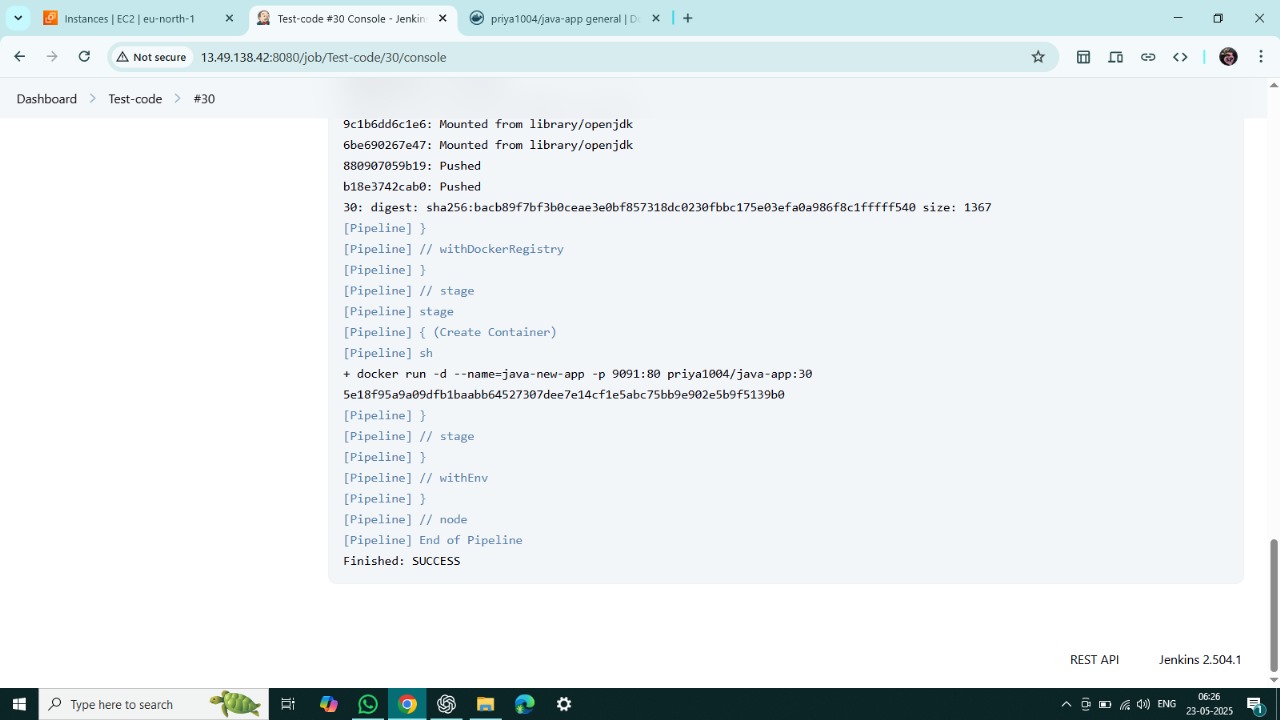 Instances | EC2 | eu-north-1
Test-code #30 Console - Jenkin
priya1004/java-app general | D
Not secure
13.49.138.42:8080/job/Test-code/30/console
Dashboard
Test-code
#30
9c1b6dd6c1e6: Mounted from library/openjdk
6be690267e47: Mounted from library/openjdk
880907059b19: Pushed
b18e3742cab0: Pushed
30: digest: sha256:bacb89f7bf3b0ceae3e0bf857318dc0230fbbc175e03efa0a986f8c1fffff540 size: 1367
[Pipeline] }
[Pipeline] // withDockerRegistry
[Pipeline] }
[Pipeline] // stage
[Pipeline] stage
[Pipeline] { (Create Container)
[Pipeline] sh
+ docker run -d --name=java-new-app -p 9091:80 priya1004/java-app:30
5e18f95a9a09dfb1baabb64527307dee7e14cf1e5abc75bb9e902e5b9f5139b0
[Pipeline] }
[Pipeline] // stage
[Pipeline] }
[Pipeline] // withEnv
[Pipeline] }
[Pipeline] // node
[Pipeline] End of Pipeline
Finished: SUCCESS
REST API
Jenkins 2.504.1
Type here to search
ENG
06:26
23-05-2025
1